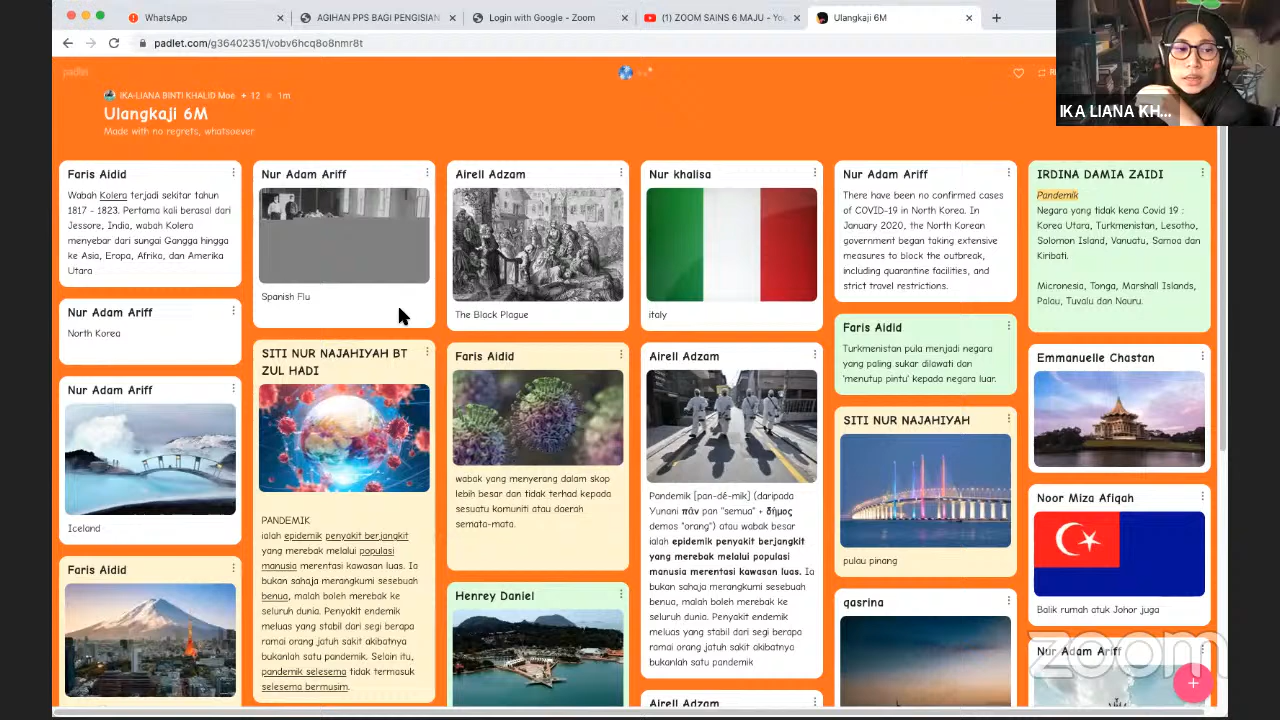 WhatsApp
AGIHAN PPS BAGI PENGISIAN
Login with Google - Zoom
(1) ZOOM SAINS 6 MAJU - Yo
Ulangkaji 6M
padlet.com/g36402351/vobv6hcq8o8nmr8t
padlet
IKA-LIANA BINTI KHALID Moe + 12 1m
Ulangkaji 6M
Made with no regrets, whatsoever
IKA LIANA KH...
Faris Aidid
Wabah Kolera terjadi sekitar tahun
1817 - 1823. Pertama kali berasal dari
Jessore, India, wabah Kolera
menyebar dari sungai Gangga hingga
ke Asia, Eropa, Afrika, dan Amerika
Utara
Nur Adam Ariff
North Korea
Nur Adam Ariff
Iceland
Faris Aidid
Nur Adam Ariff
Spanish Flu
SITI NUR NAJAHIYAH BT
ZUL HADI
PANDEMIK
ialah epidemik penyakit berjangkit
yang merebak melalui populasi
manusia merentasi kawasan luas. Ia
bukan sahaja merangkumi sesebuah
benua, malah boleh merebak ke
seluruh dunia. Penyakit endemik
meluas yang stabil dari segi berapa
ramai orang jatuh sakit akibatnya
bukanlah satu pandemik. Selain itu,
pandemik selesema tidak termasuk
selesema bermusim.
Airell Adzam
The Black Plague
Faris Aidid
wabak yang menyerang dalam skop
lebih besar dan tidak terhad kepada
sesuatu komuniti atau daerah
semata-mata.
Henrey Daniel
Nur khalisa
italy
Airell Adzam
Pandemik [pan-dé-mik] (daripada
Yunani πᾶν pan "semua" + δῆμος
demos "orang") atau wabak besar
ialah epidemik penyakit berjangkit
yang merebak melalui populasi
manusia merentasi kawasan luas. Ia
bukan sahaja merangkumi sesebuah
benua, malah boleh merebak ke
seluruh dunia. Penyakit endemik
meluas yang stabil dari segi berapa
ramai orang jatuh sakit akibatnya
bukanlah satu pandemik
Airell Adzam
Nur Adam Ariff
There have been no confirmed cases
of COVID-19 in North Korea. In
January 2020, the North Korean
government began taking extensive
measures to block the outbreak,
including quarantine facilities, and
strict travel restrictions.
Faris Aidid
Turkmenistan pula menjadi negara
yang paling sukar dilawati dan
'menutup pintu' kepada negara luar.
SITI NUR NAJAHIYAH
pulau pinang
qasrina
IRDINA DAMIA ZAIDI
Pandemik
Negara yang tidak kena Covid 19 :
Korea Utara, Turkmenistan, Lesotho,
Solomon Island, Vanuatu, Samoa dan
Kiribati.
Micronesia, Tonga, Marshall Islands,
Palau, Tuvalu dan Nauru.
Emmanuelle Chastan
Noor Miza Afiqah
Balik rumah atuk Johor juga
Nur Adam Ariff
zoom